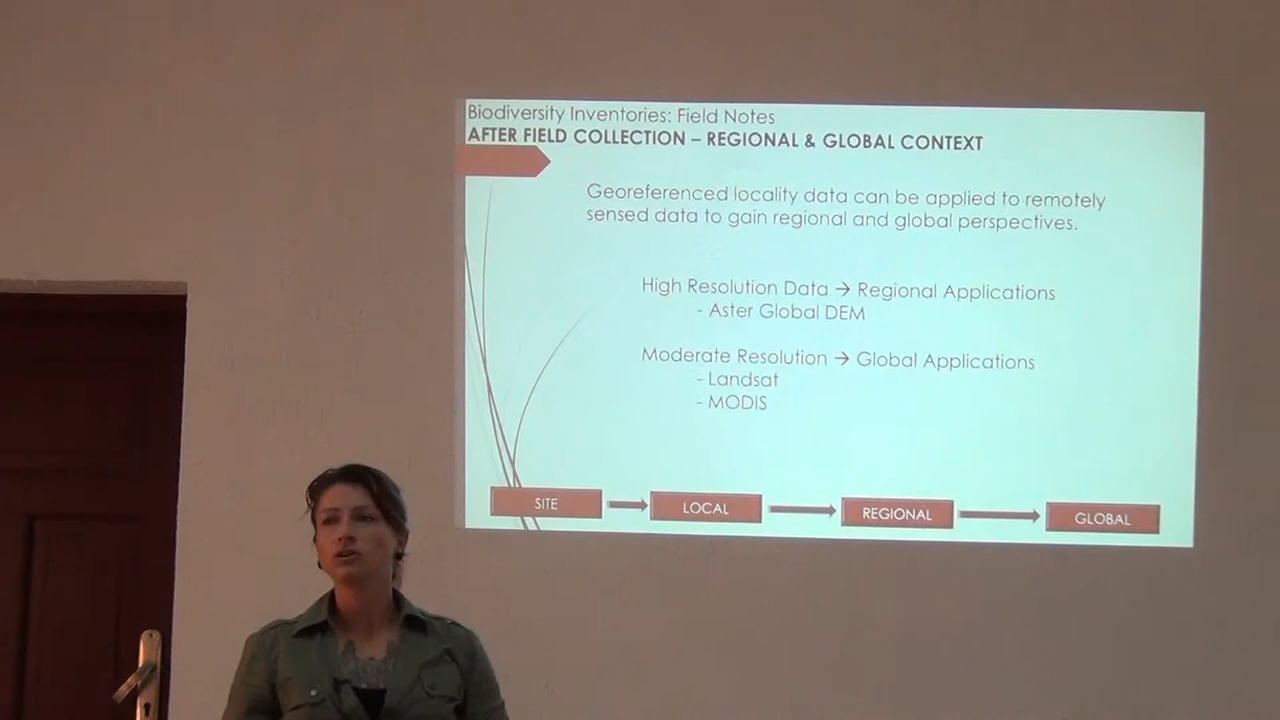 Biodiversity Inventories: Field Notes
AFTER FIELD COLLECTION – REGIONAL & GLOBAL CONTEXT
Georeferenced locality data can be applied to remotely
sensed data to gain regional and global perspectives.
High Resolution Data → Regional Applications
- Aster Global DEM
Moderate Resolution → Global Applications
- Landsat
- MODIS
SITE
LOCAL
REGIONAL
GLOBAL